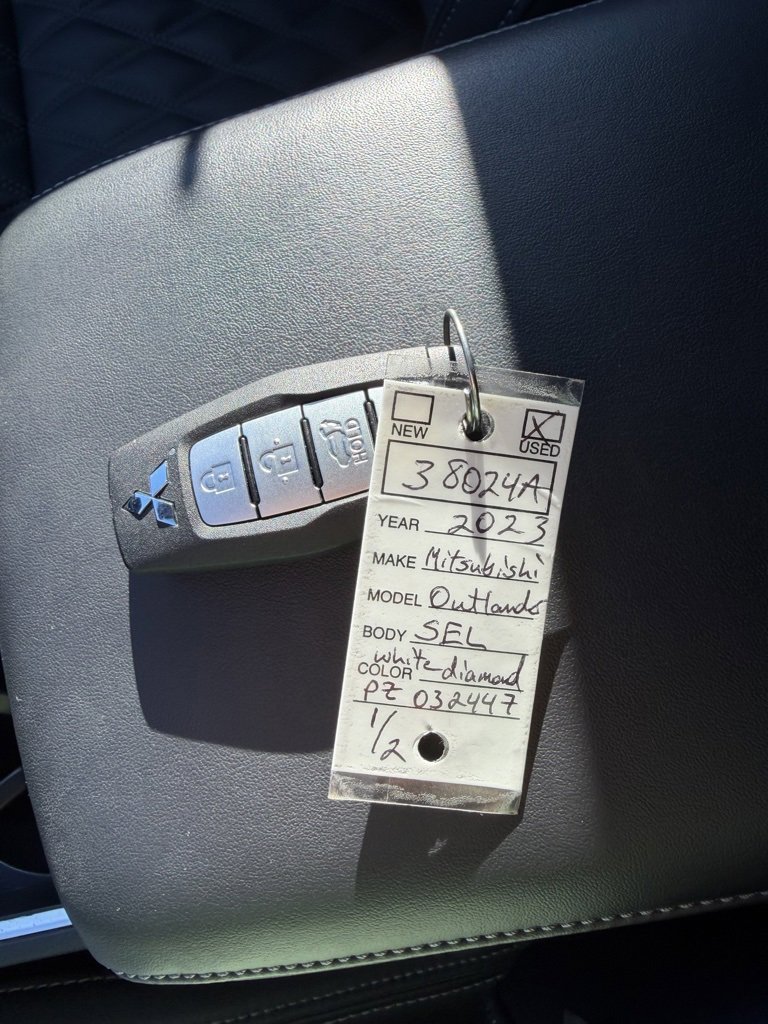 HOLD
NEW
USED
38024A
YEAR 2023
MAKE Mitsubishi
MODEL Outlander
BODY SEL
COLOR white diamond
PZ 032447
1/2